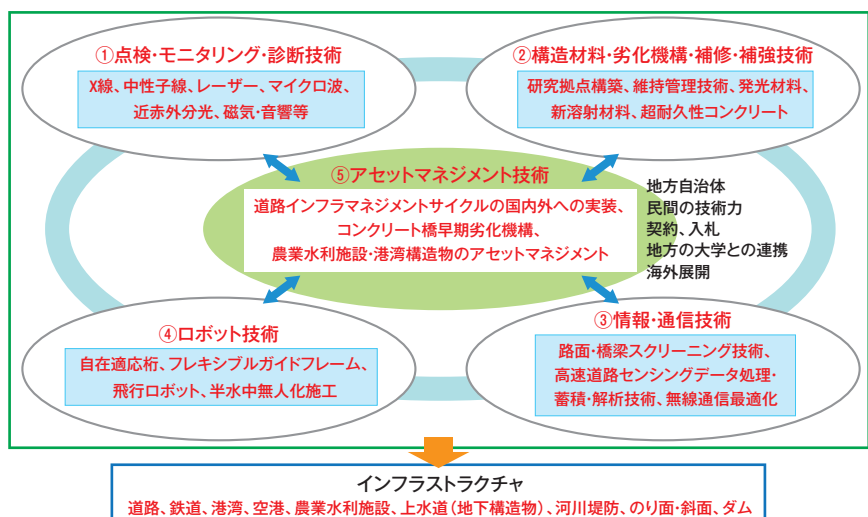 ①点検・モニタリング・診断技術
X線、中性子線、レーザー、マイクロ波、
近赤外分光、磁気・音響等
②構造材料・劣化機構・補修・補強技術
研究拠点構築、維持管理技術、発光材料、
新溶射材料、超耐久性コンクリート
⑤アセットマネジメント技術
道路インフラマネジメントサイクルの国内外への実装、
コンクリート橋早期劣化機構、
農業水利施設・港湾構造物のアセットマネジメント
地方自治体
民間の技術力
契約、入札
地方の大学との連携
海外展開
④ロボット技術
自在適応桁、フレキシブルガイドフレーム、
飛行ロボット、半水中無人化施工
③情報・通信技術
路面・橋梁スクリーニング技術、
高速道路センシングデータ処理・
蓄積・解析技術、無線通信最適化
インフラストラクチャ
道路、鉄道、港湾、空港、農業水利施設、上水道(地下構造物)、河川堤防、のり面・斜面、ダム